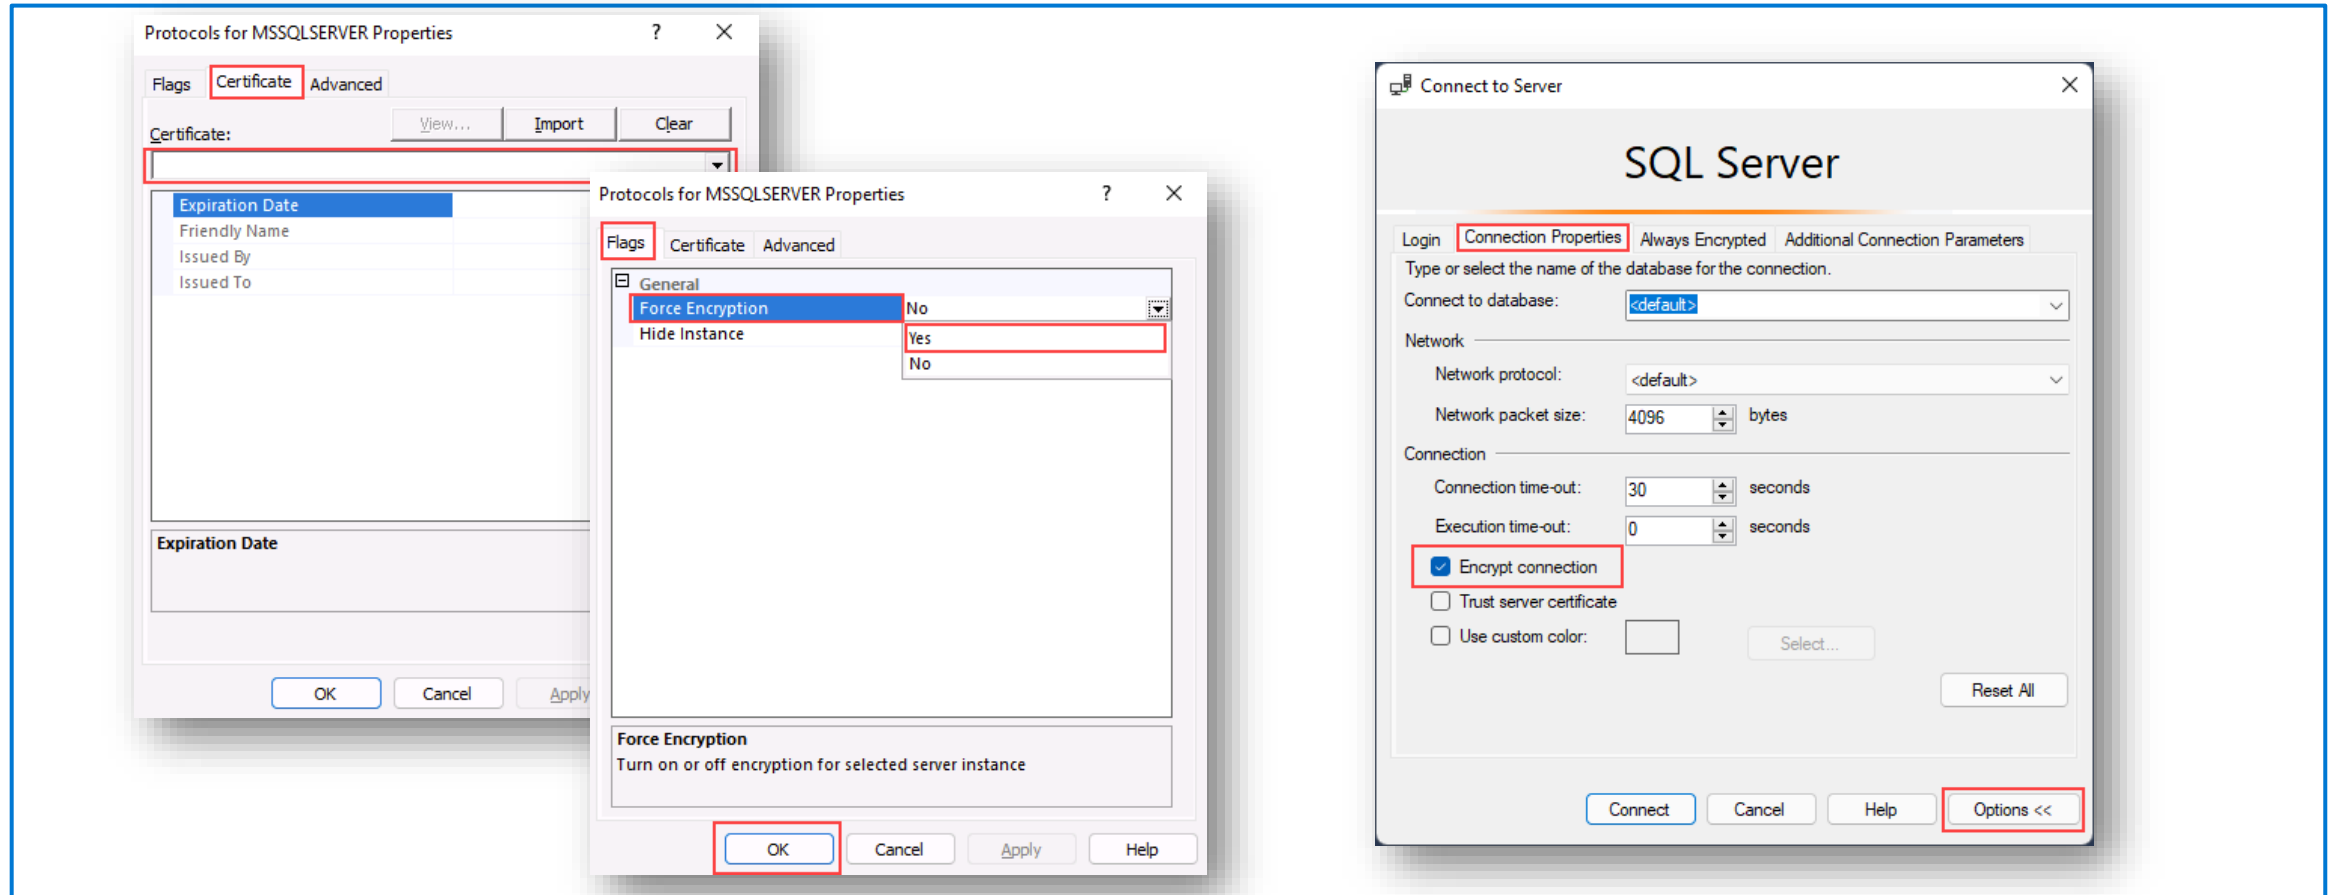 Protocols for MSSQLSERVER Properties ?
Flags Certificate Advanced
View... Import Clear
Certificate:
Expiration Date
Friendly Name
Issued By
Issued To
Expiration Date
OK Cancel Apply
Protocols for MSSQLSERVER Properties ?
Flags Certificate Advanced
General
Force Encryption No
Hide Instance
Yes
No
Force Encryption
Turn on or off encryption for selected server instance
OK Cancel Apply Help
Connect to Server
SQL Server
Login Connection Properties Always Encrypted Additional Connection Parameters
Type or select the name of the database for the connection.
Connect to database: <default>
Network
Network protocol: <default>
Network packet size: 4096 bytes
Connection
Connection time-out: 30 seconds
Execution time-out: 0 seconds
Encrypt connection
Trust server certificate
Use custom color: Select...
Reset All
Connect Cancel Help Options <<